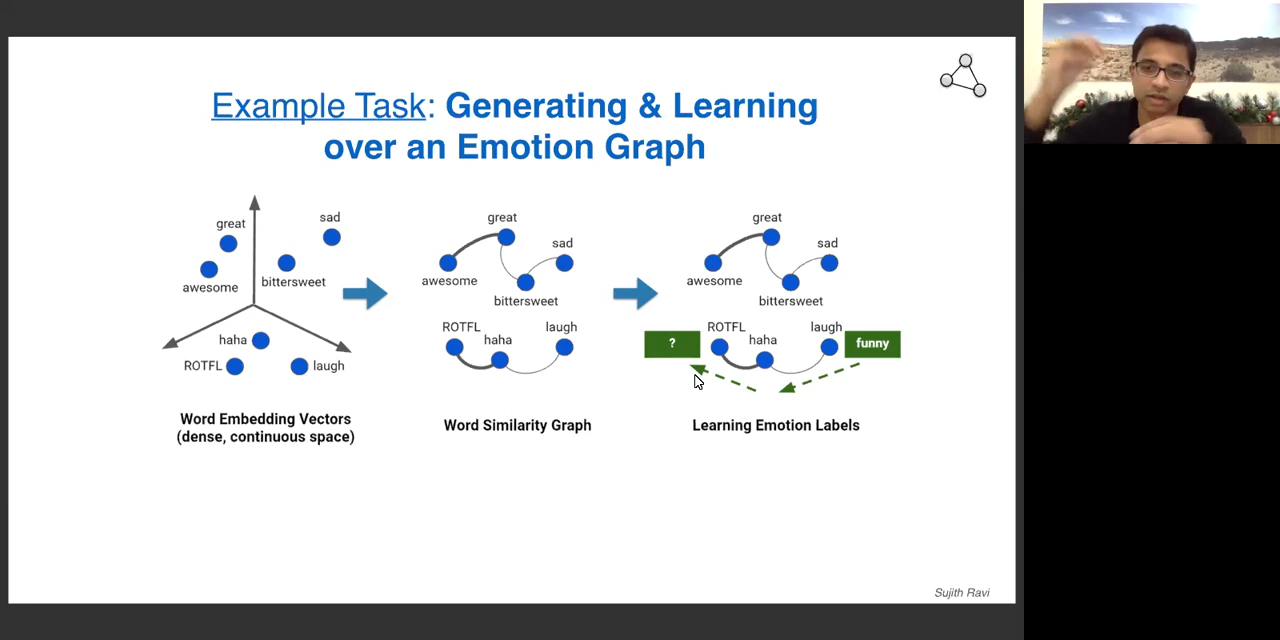 Example Task: Generating & Learning
over an Emotion Graph
great
sad
awesome
bittersweet
haha
ROTFL
laugh
Word Embedding Vectors
(dense, continuous space)
great
sad
awesome
bittersweet
ROTFL
haha
laugh
Word Similarity Graph
great
sad
awesome
bittersweet
?
ROTFL
haha
laugh
funny
Learning Emotion Labels
Sujith Ravi